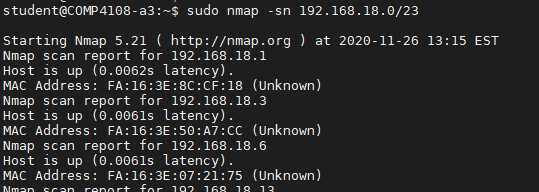 student@COMP4108-a3:~$ sudo nmap -sn 192.168.18.0/23
Starting Nmap 5.21 ( http://nmap.org ) at 2020-11-26 13:15 EST
Nmap scan report for 192.168.18.1
Host is up (0.0062s latency).
MAC Address: FA:16:3E:8C:CF:18 (Unknown)
Nmap scan report for 192.168.18.3
Host is up (0.0061s latency).
MAC Address: FA:16:3E:50:A7:CC (Unknown)
Nmap scan report for 192.168.18.6
Host is up (0.0061s latency).
MAC Address: FA:16:3E:07:21:75 (Unknown)
Nmap scan report for 192.168.18.13